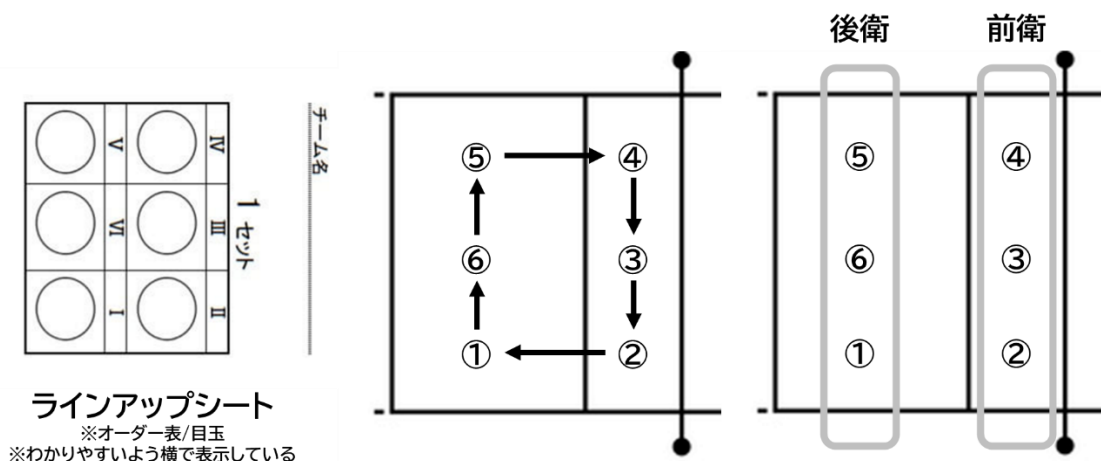 後衛 前衛
チーム名
1セット
Ⅴ Ⅳ
Ⅵ Ⅲ
Ⅰ Ⅱ
ラインアップシート
※オーダー表/目玉
※わかりやすいよう横で表示している
⑤ ④
⑥ ③
① ②
⑤ ④
⑥ ③
① ②